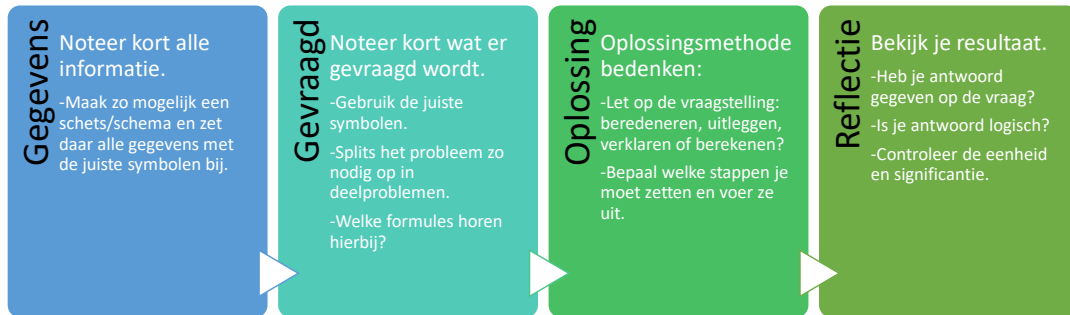 Gegevens
Noteer kort alle
informatie.
-Maak zo mogelijk een
schets/schema en zet
daar alle gegevens met
de juiste symbolen bij.
Gevraagd
Noteer kort wat er
gevraagd wordt.
-Gebruik de juiste
symbolen.
-Splits het probleem zo
nodig op in
deelproblemen.
-Welke formules horen
hierbij?
Oplossing
Oplossingsmethode
bedenken:
-Let op de vraagstelling:
beredeneren, uitleggen,
verklaren of berekenen?
-Bepaal welke stappen je
moet zetten en voer ze
uit.
Reflectie
Bekijk je resultaat.
-Heb je antwoord
gegeven op de vraag?
-Is je antwoord logisch?
-Controleer de eenheid
en significantie.